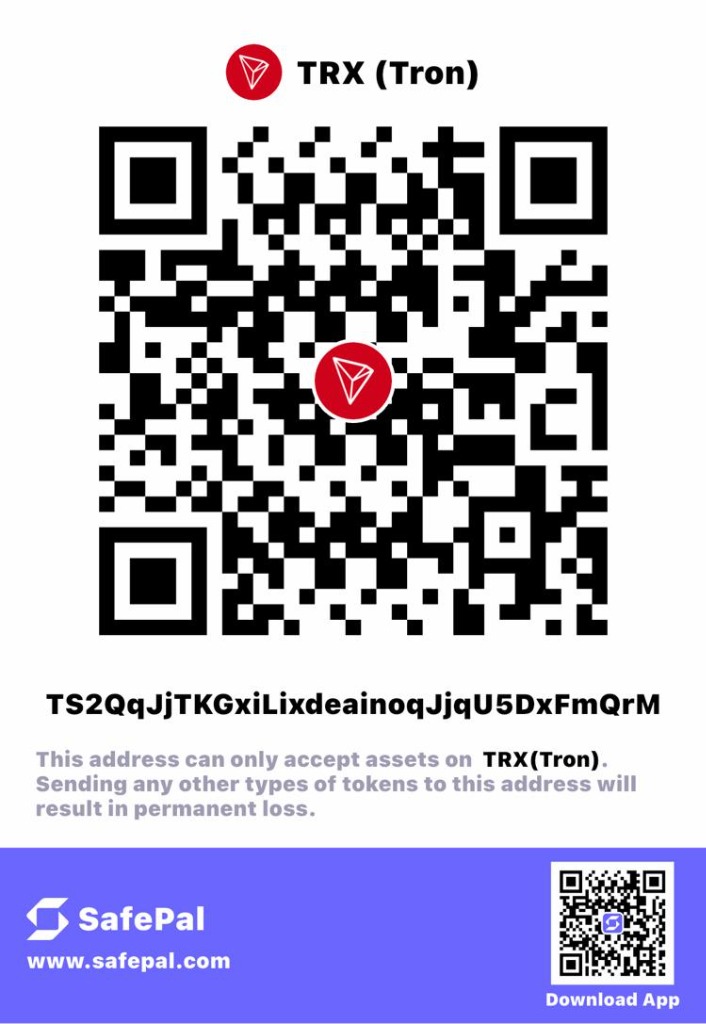 TRX (Tron)
TS2QqJjTKGxiLixdeainoqJjqU5DxFmQrM
This address can only accept assets on TRX(Tron).
Sending any other types of tokens to this address will
result in permanent loss.
SafePal
www.safepal.com
Download App